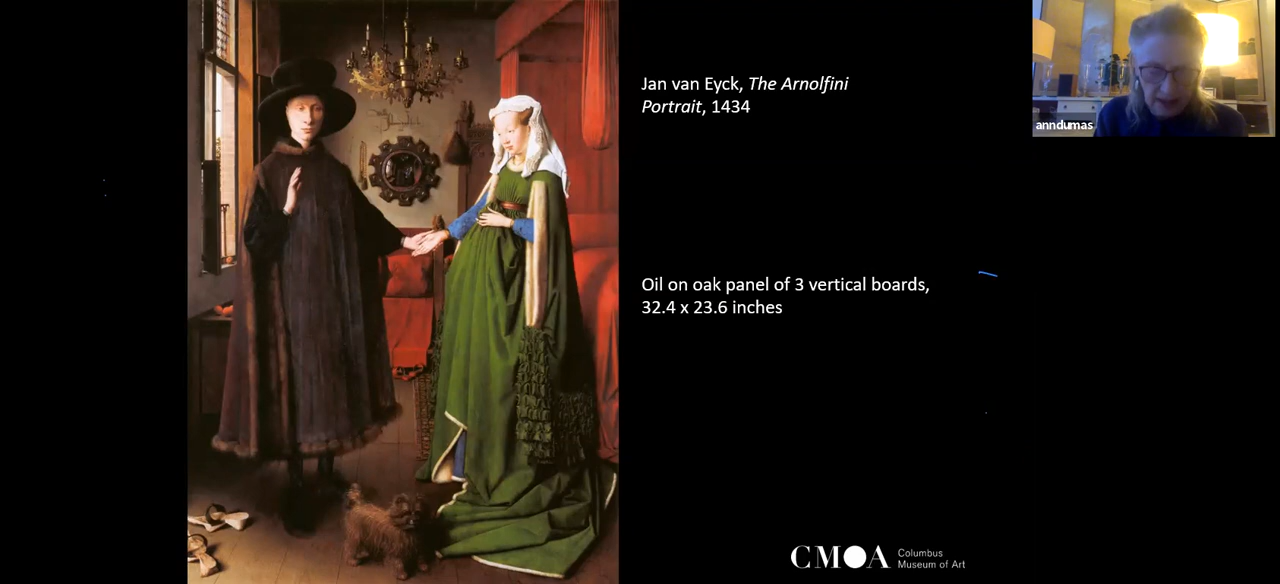 Jan van Eyck, The Arnolfini
Portrait, 1434
Oil on oak panel of 3 vertical boards,
32.4 x 23.6 inches
anndumas
CMOA Columbus
Museum of Art